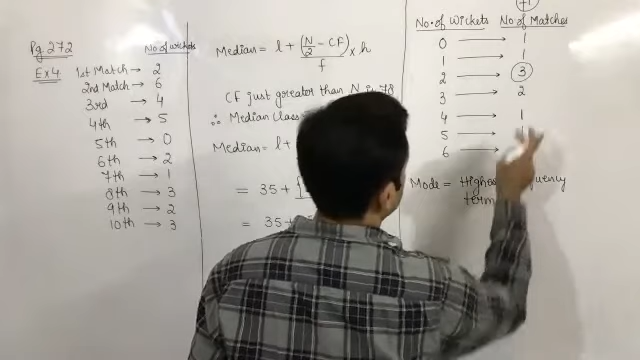 Pg 272
Ex 4
No. of wickets
1st Match → 2
2nd Match → 6
3rd → 4
4th → 5
5th → 0
6th → 2
7th → 1
8th → 3
9th → 2
10th → 3
Median = l + (N/2 - CF)/f × h
CF just greater than N is 78
∴ Median Class
Median = l +
= 35 +
= 35 +
No. of Wickets No. of Matches
0 → 1
1 → 1
2 → 3
3 → 2
4 → 1
5 → 1
6 →
Mode =
term